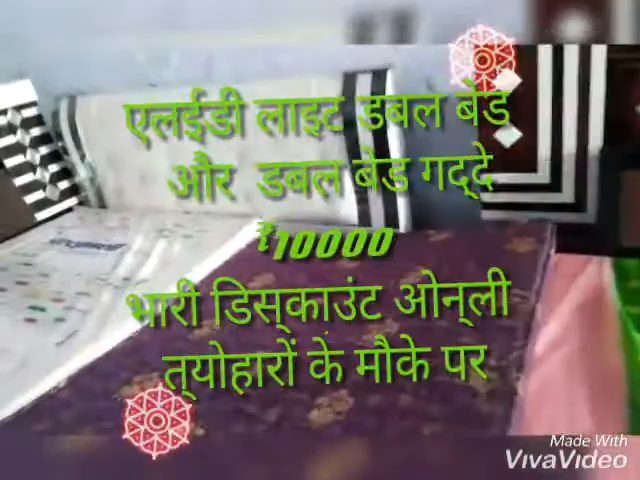 एलईडी लाइट डबल बेड
और डबल बेड गद्दे
₹10000
भारी डिस्काउंट ओन्ली
त्योहारों के मौके पर
Made With
VivaVideo